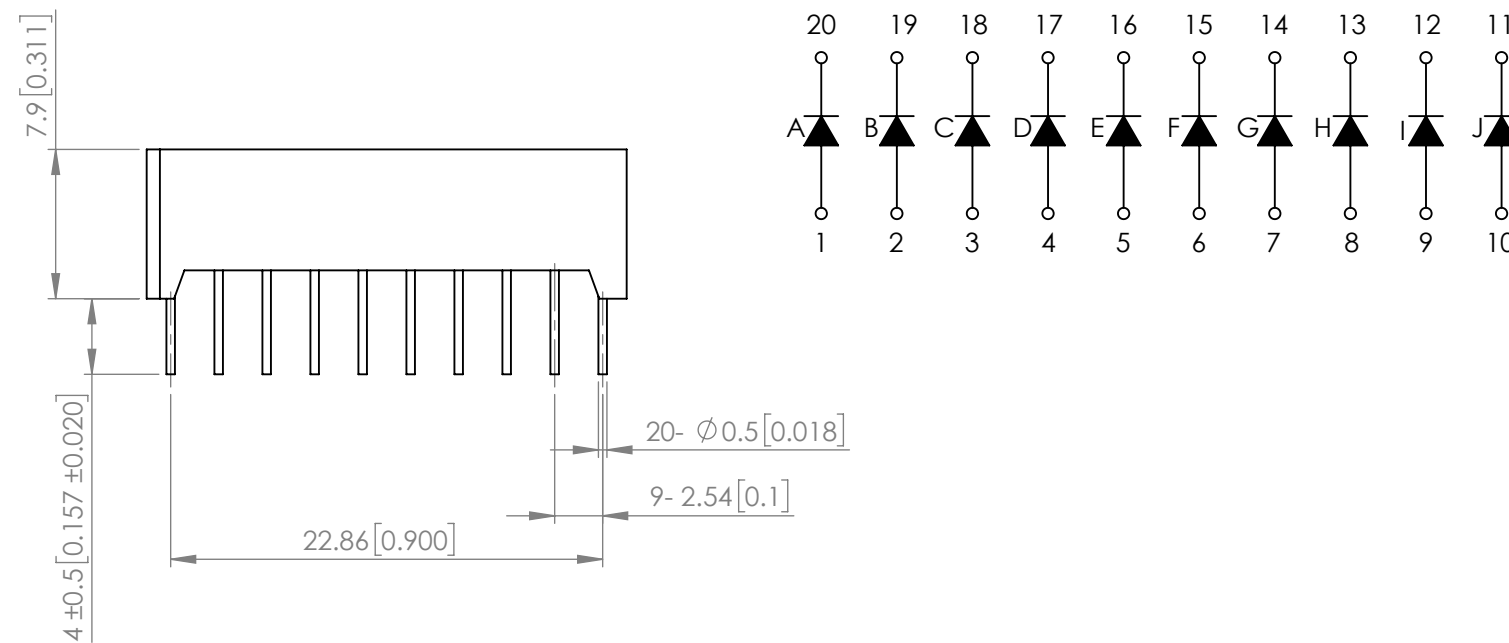 7.9[0.311]
4 ±0.5[0.157 ±0.020]
20- ∅0.5[0.018]
9- 2.54[0.1]
22.86[0.900]
20 19 18 17 16 15 14 13 12 11
A B C D E F G H I J
1 2 3 4 5 6 7 8 9 10